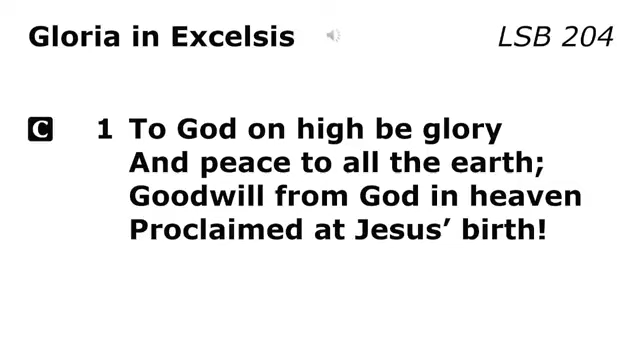 Gloria in Excelsis LSB 204
C 1 To God on high be glory
And peace to all the earth;
Goodwill from God in heaven
Proclaimed at Jesus’ birth!